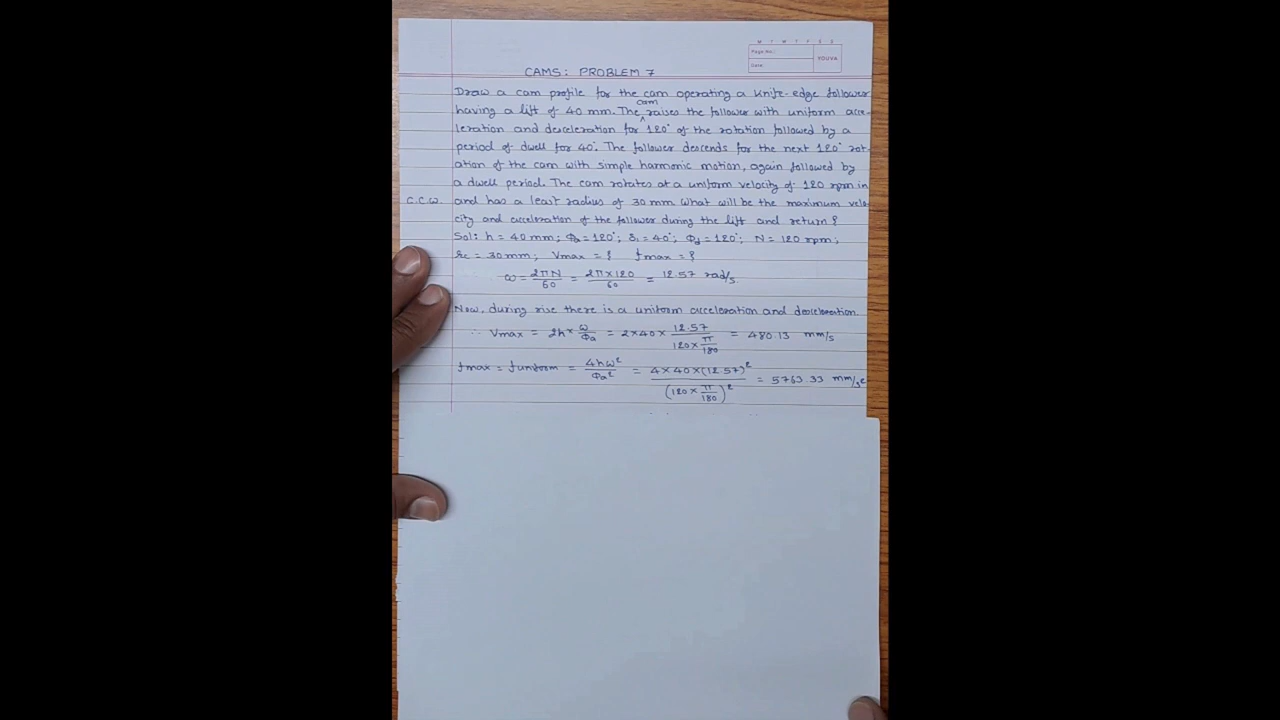 M T W T F S S
Page No.:
Date:
YOUVA
CAMS: PROBLEM 7
Draw a cam profile for the cam operating a knife-edge follower
having a lift of 40 mm. The cam raises the follower with uniform acce-
leration and deceleration for 120° of the rotation followed by a
period of dwell for 40°. The follower descends for the next 120° rot-
ation of the cam with simple harmonic motion, again followed by
a dwell period. The cam rotates at a uniform velocity of 120 rpm in
C.C.W. and has a least radius of 30 mm. What will be the maximum velo-
city and acceleration of the follower during the lift and return?
Sol: h = 40 mm; Φa = 120°; δ1 = 40°; Φd = 120°; N = 120 rpm;
rc = 30 mm; Vmax = ? fmax = ?
ω = 2πN/60 = 2π×120/60 = 12.57 rad/s.
Now, during rise there is a uniform acceleration and deceleration.
∴ Vmax = 2h × ω/Φa = 2×40× 12.57/(120×π/180) = 480.13 mm/s
fmax = funiform = 4hω²/Φa² = 4×40×(12.57)²/(120×π/180)² = 5763.33 mm/s²